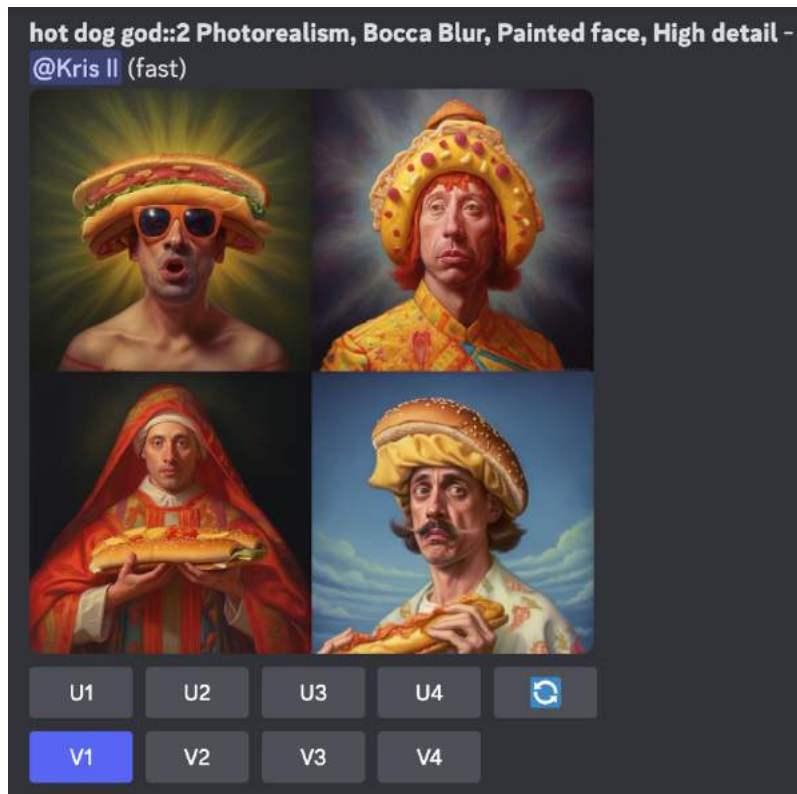 hot dog god::2 Photorealism, Bocca Blur, Painted face, High detail -
@Kris II (fast)
U1 U2 U3 U4
V1 V2 V3 V4